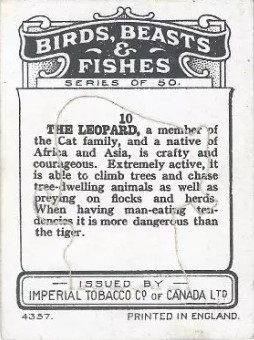 BIRDS, BEASTS
&
FISHES
SERIES OF 50.
10
THE LEOPARD, a member of
the Cat family, and a native of
Africa and Asia, is crafty and
courageous. Extremely active, it
is able to climb trees and chase
tree-dwelling animals as well as
preying on flocks and herds.
When having man-eating ten-
dencies it is more dangerous than
the tiger.
ISSUED BY
IMPERIAL TOBACCO Co OF CANADA LTD
4357. PRINTED IN ENGLAND.